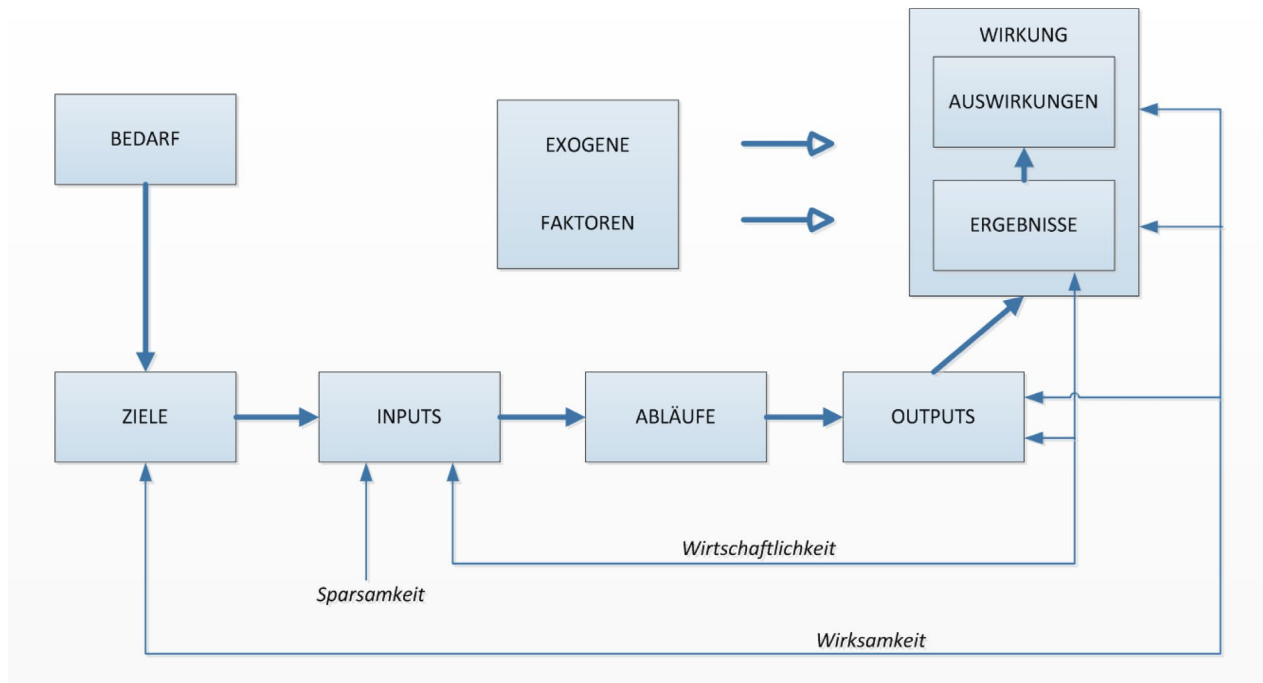 WIRKUNG
AUSWIRKUNGEN
BEDARF
EXOGENE
FAKTOREN
ERGEBNISSE
ZIELE
INPUTS
ABLÄUFE
OUTPUTS
Wirtschaftlichkeit
Sparsamkeit
Wirksamkeit